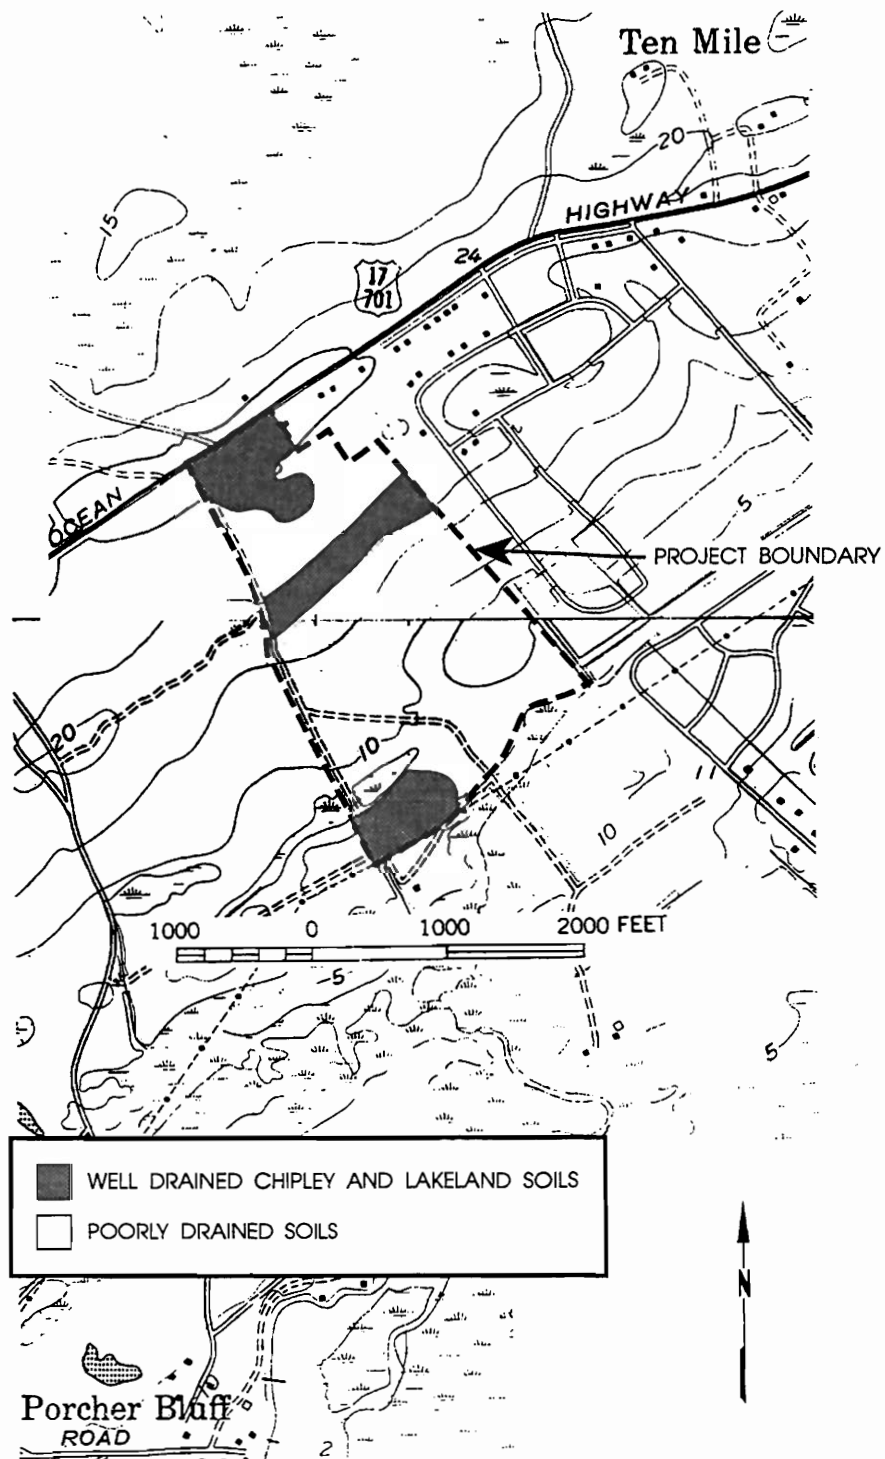 Ten Mile
20
15
HIGHWAY
24
17
701
OCEAN
5
PROJECT BOUNDARY
20
10
11
10
1000 0 1000 2000 FEET
5
5
WELL DRAINED CHIPLEY AND LAKELAND SOILS
POORLY DRAINED SOILS
N
10
Porcher Bluff
ROAD
2